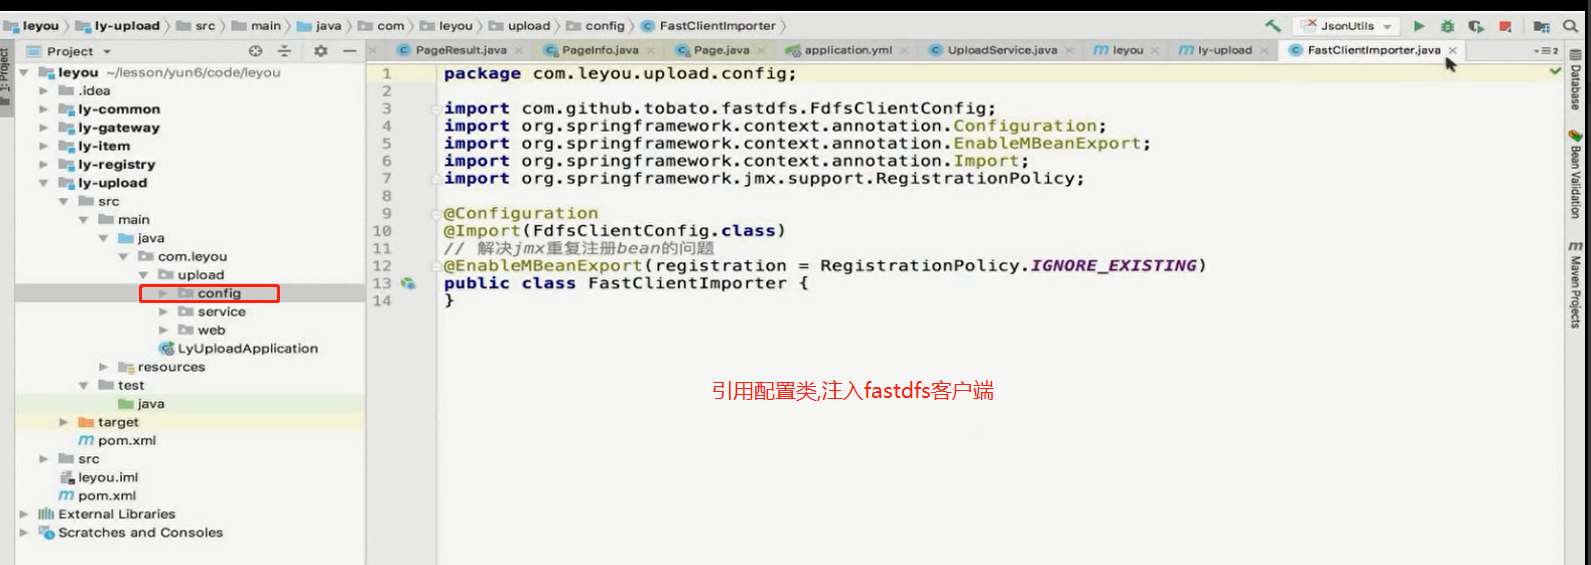 leyou ly-upload src main java com leyou upload config FastClientImporter JsonUtils
Project PageResult.java PageInfo.java Page.java application.yml UploadService.java leyou ly-upload FastClientImporter.java 2
1: Project
leyou ~/lesson/yun6/code/leyou
.idea
ly-common
ly-gateway
ly-item
ly-registry
ly-upload
src
main
java
com.leyou
upload
config
service
web
LyUploadApplication
resources
test
java
target
pom.xml
src
leyou.iml
pom.xml
External Libraries
Scratches and Consoles
1 package com.leyou.upload.config;
2
3 import com.github.tobato.fastdfs.FdfsClientConfig;
4 import org.springframework.context.annotation.Configuration;
5 import org.springframework.context.annotation.EnableMBeanExport;
6 import org.springframework.context.annotation.Import;
7 import org.springframework.jmx.support.RegistrationPolicy;
8
9 @Configuration
10 @Import(FdfsClientConfig.class)
11 // 解决jmx重复注册bean的问题
12 @EnableMBeanExport(registration = RegistrationPolicy.IGNORE_EXISTING)
13 public class FastClientImporter {
14 }
引用配置类,注入fastdfs客户端
Database
Bean Validation
Maven Projects